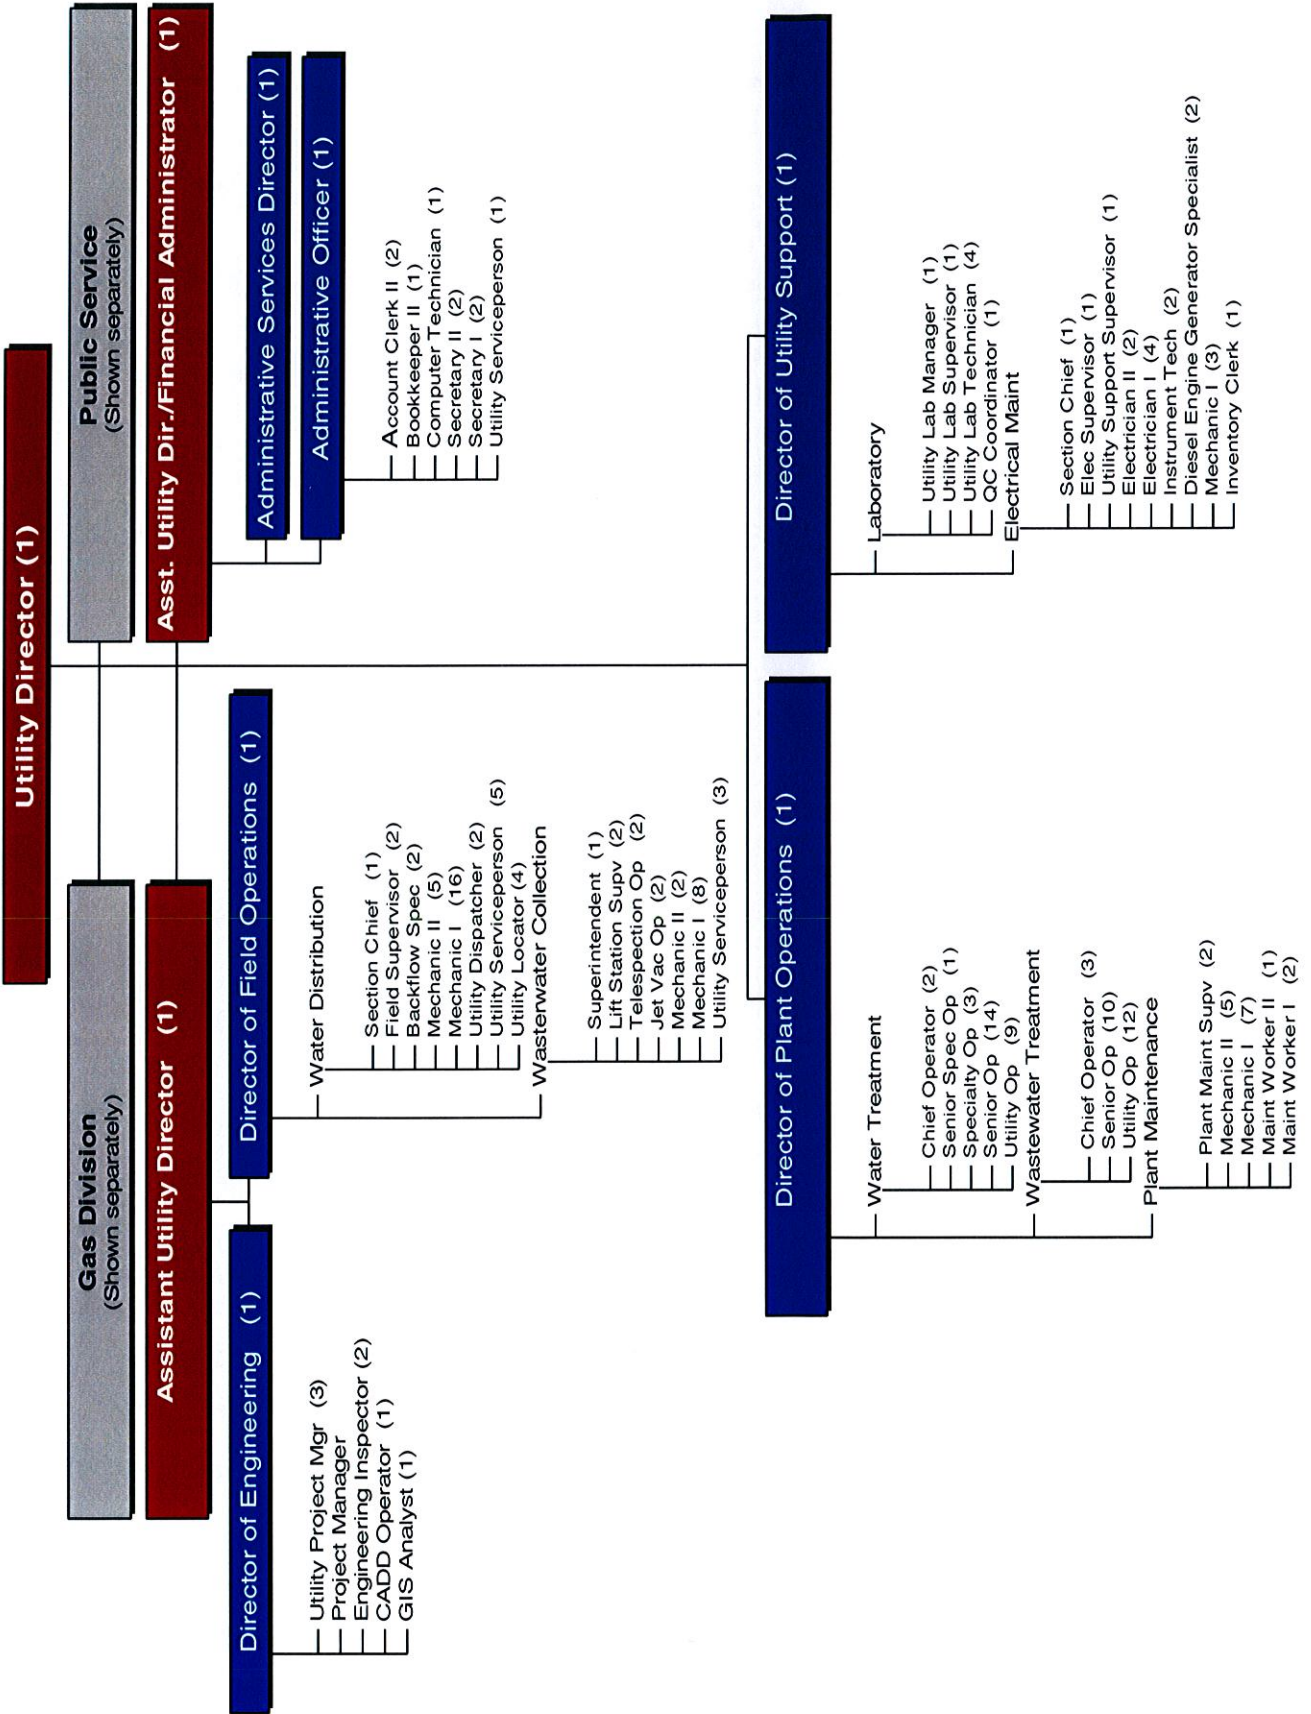 Utility Director (1)
Gas Division
(Shown separately)
Public Service
(Shown separately)
Assistant Utility Director (1)
Asst. Utility Dir./Financial Administrator (1)
Director of Engineering (1)
Utility Project Mgr (3)
Project Manager
Engineering Inspector (2)
CADD Operator (1)
GIS Analyst (1)
Director of Field Operations (1)
Water Distribution
Section Chief (1)
Field Supervisor (2)
Backflow Spec (2)
Mechanic II (5)
Mechanic I (16)
Utility Dispatcher (2)
Utility Serviceperson (5)
Utility Locator (4)
Wasterwater Collection
Superintendent (1)
Lift Station Supv (2)
Telespection Op (2)
Jet Vac Op (2)
Mechanic II (2)
Mechanic I (8)
Utility Serviceperson (3)
Administrative Services Director (1)
Administrative Officer (1)
Account Clerk II (2)
Bookkeeper II (1)
Computer Technician (1)
Secretary II (2)
Secretary I (2)
Utility Serviceperson (1)
Director of Plant Operations (1)
Water Treatment
Chief Operator (2)
Senior Spec Op (1)
Specialty Op (3)
Senior Op (14)
Utility Op (9)
Wastewater Treatment
Chief Operator (3)
Senior Op (10)
Utility Op (12)
Plant Maintenance
Plant Maint Supv (2)
Mechanic II (5)
Mechanic I (7)
Maint Worker II (1)
Maint Worker I (2)
Director of Utility Support (1)
Laboratory
Utility Lab Manager (1)
Utility Lab Supervisor (1)
Utility Lab Technician (4)
QC Coordinator (1)
Electrical Maint
Section Chief (1)
Elec Supervisor (1)
Utility Support Supervisor (1)
Electrician II (2)
Electrician I (4)
Instrument Tech (2)
Diesel Engine Generator Specialist (2)
Mechanic I (3)
Inventory Clerk (1)